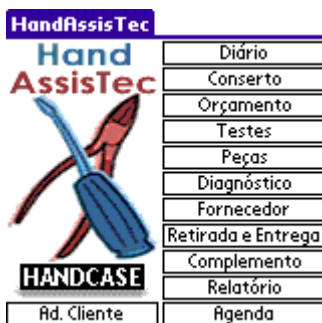 HandAssisTec
Hand
AssisTec
HANDCASE
Ad. Cliente
Diário
Conserto
Orçamento
Testes
Peças
Diagnóstico
Fornecedor
Retirada e Entrega
Complemento
Relatório
Agenda